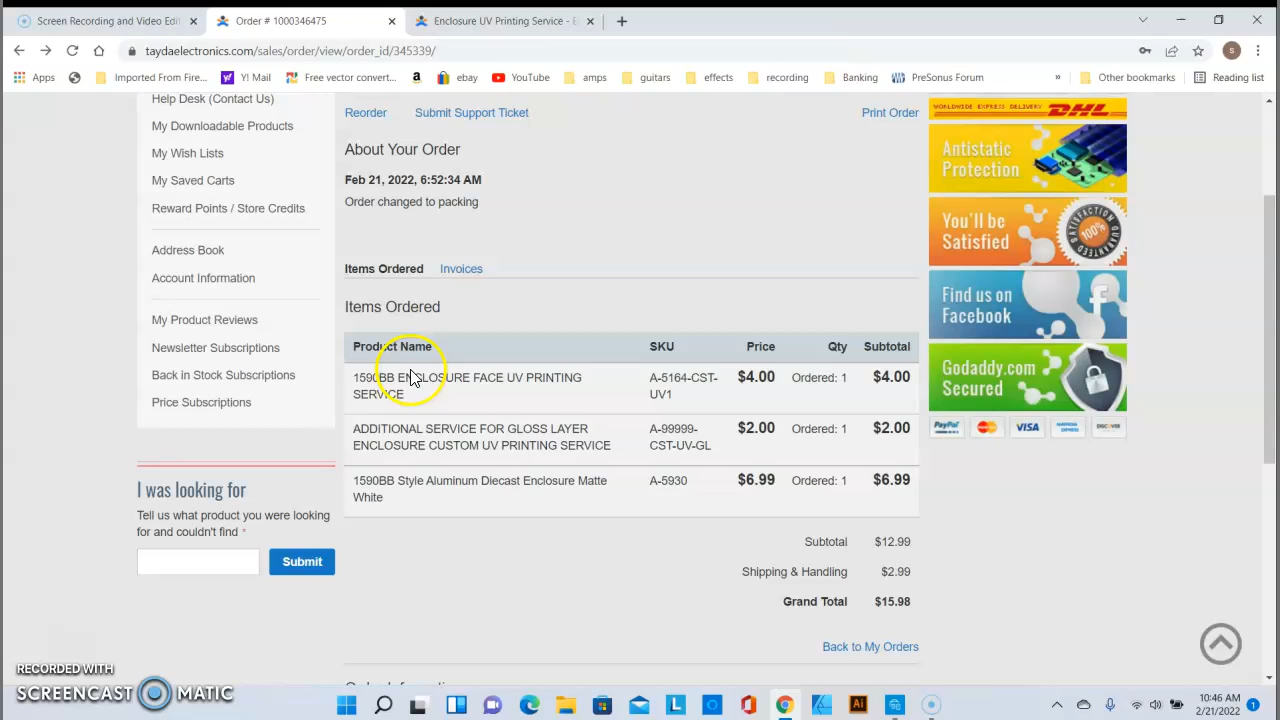 Screen Recording and Video Edit
Order # 1000346475
Enclosure UV Printing Service - E
taydaelectronics.com/sales/order/view/order_id/345339/
S
Apps
Imported From Fire...
Y! Mail
Free vector convert...
ebay
YouTube
amps
guitars
effects
recording
Banking
PreSonus Forum
»
Other bookmarks
Reading list
Help Desk (Contact Us)
My Downloadable Products
My Wish Lists
My Saved Carts
Reward Points / Store Credits
Address Book
Account Information
My Product Reviews
Newsletter Subscriptions
Back in Stock Subscriptions
Price Subscriptions
I was looking for
Tell us what product you were looking
for and couldn't find *
Submit
Reorder
Submit Support Ticket
Print Order
About Your Order
Feb 21, 2022, 6:52:34 AM
Order changed to packing
Items Ordered
Invoices
Items Ordered
Product Name SKU Price Qty Subtotal
1590BB ENCLOSURE FACE UV PRINTING A-5164-CST- $4.00 Ordered: 1 $4.00
SERVICE UV1
ADDITIONAL SERVICE FOR GLOSS LAYER A-99999- $2.00 Ordered: 1 $2.00
ENCLOSURE CUSTOM UV PRINTING SERVICE CST-UV-GL
1590BB Style Aluminum Diecast Enclosure Matte A-5930 $6.99 Ordered: 1 $6.99
White
Subtotal $12.99
Shipping & Handling $2.99
Grand Total $15.98
Back to My Orders
WORLDWIDE EXPRESS DELIVERY DHL
Antistatic
Protection
You'll be
Satisfied
100%
Find us on
Facebook
Godaddy.com
Secured
PayPal
VISA
DISCOVER
RECORDED WITH
SCREENCAST MATIC
Ai
10:46 AM
2/21/2022